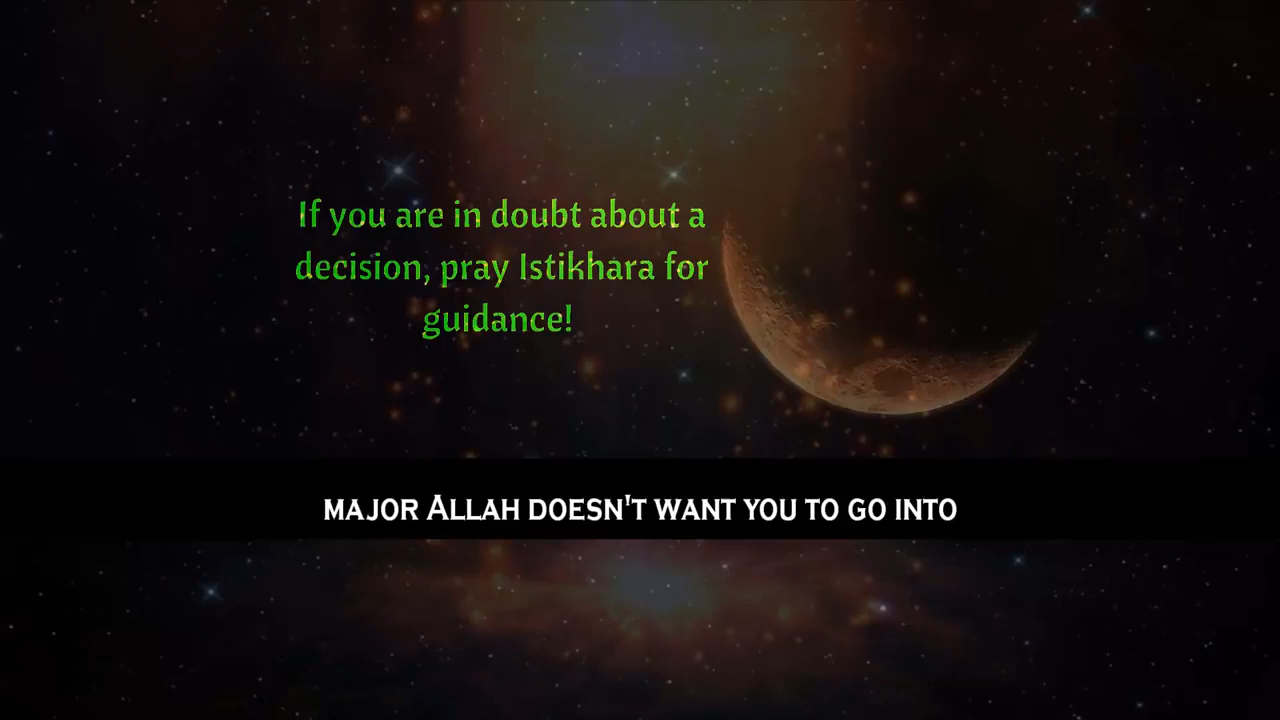 If you are in doubt about a
decision, pray Istikhara for
guidance!
MAJOR ALLAH DOESN'T WANT YOU TO GO INTO